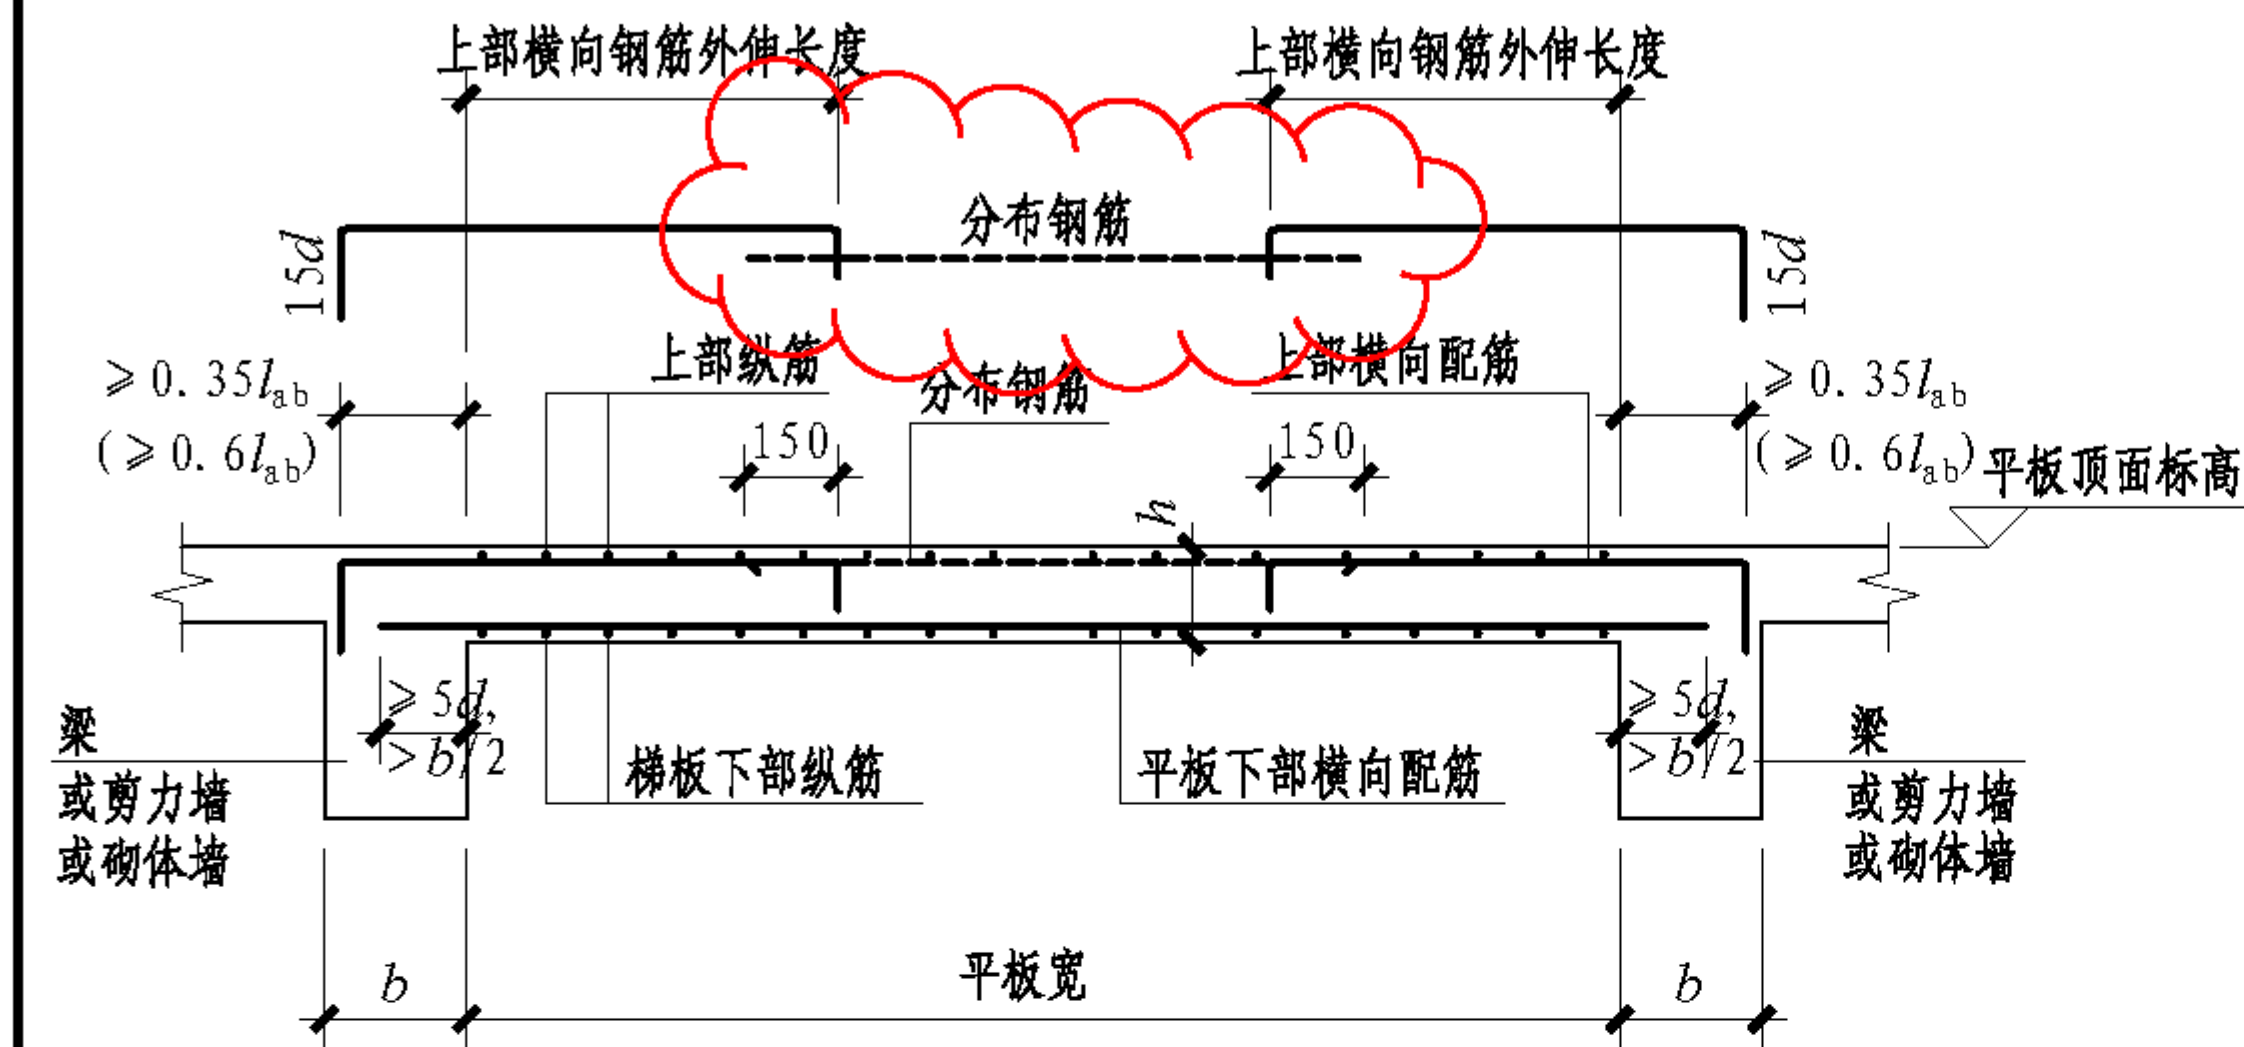 上部横向钢筋外伸长度
上部横向钢筋外伸长度
分布钢筋
15d
15d
上部纵筋
分布钢筋
上部横向配筋
≥0.35lab
(≥0.6lab)
150
150
≥0.35lab
(≥0.6lab)
平板顶面标高
h
≥5d,
>b/2
≥5d,
>b/2
梁
或剪力墙
或砌体墙
梯板下部纵筋
平板下部横向配筋
梁
或剪力墙
或砌体墙
b
平板宽
b